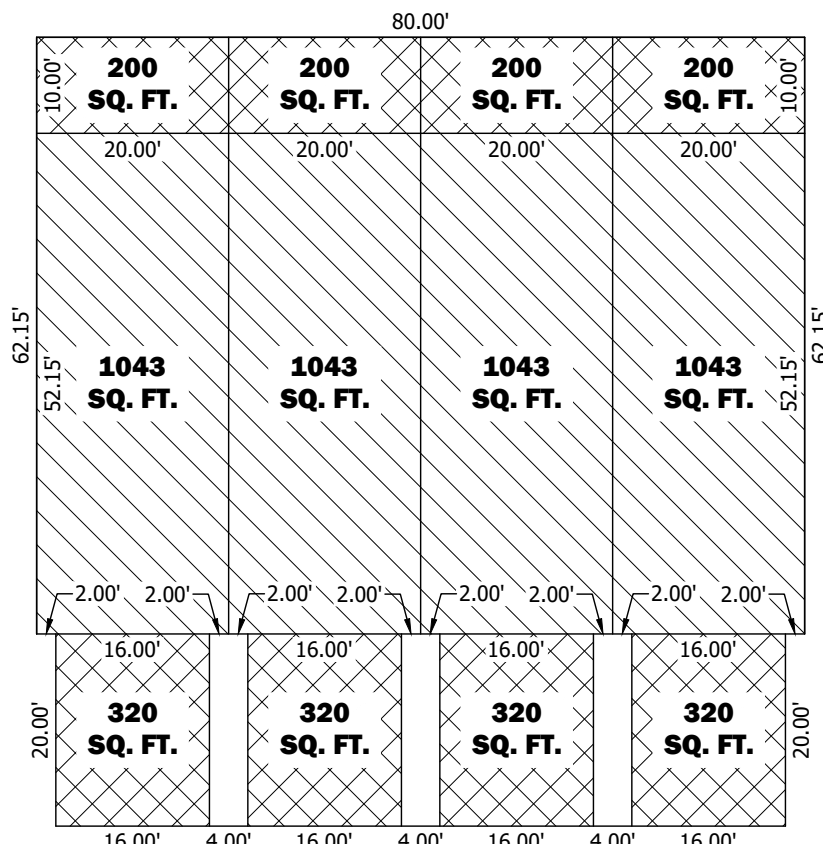 80.00'
10.00' 200 200 200 200 10.00'
SQ. FT. SQ. FT. SQ. FT. SQ. FT.
20.00' 20.00' 20.00' 20.00'
62.15' 52.15' 1043 1043 1043 1043 52.15' 62.15'
SQ. FT. SQ. FT. SQ. FT. SQ. FT.
2.00' 2.00' 2.00' 2.00' 2.00' 2.00' 2.00' 2.00'
16.00' 16.00' 16.00' 16.00'
20.00' 320 320 320 320 20.00'
SQ. FT. SQ. FT. SQ. FT. SQ. FT.
16.00' 4.00' 16.00' 4.00' 16.00' 4.00' 16.00'